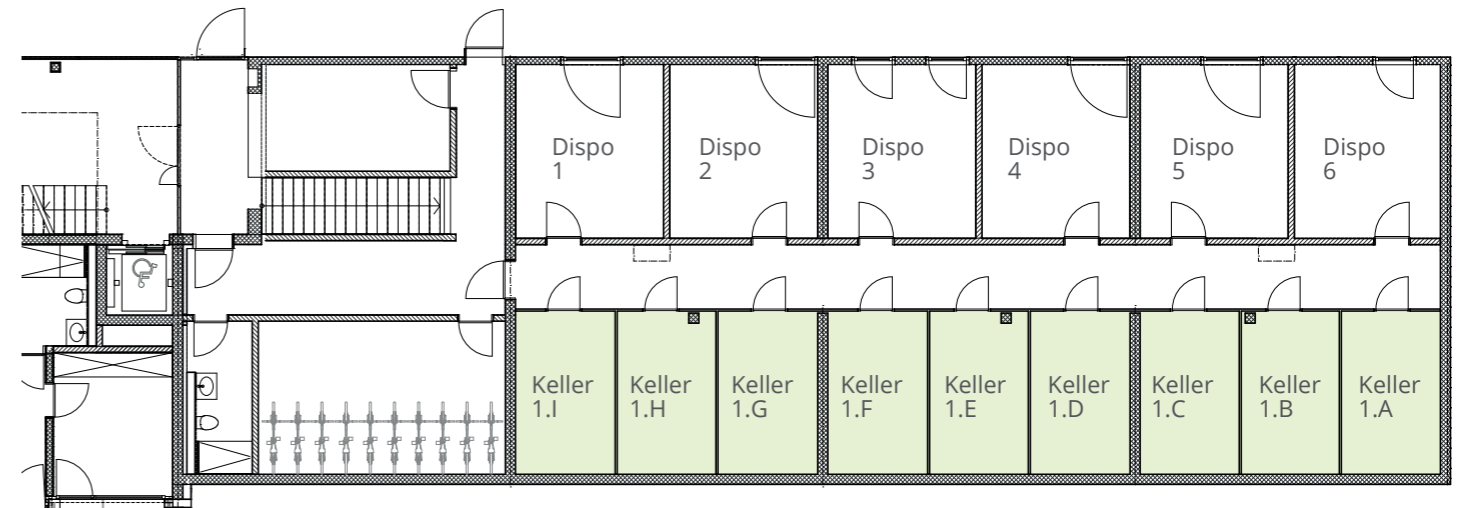 Dispo
1
Dispo
2
Dispo
3
Dispo
4
Dispo
5
Dispo
6
Keller
1.I
Keller
1.H
Keller
1.G
Keller
1.F
Keller
1.E
Keller
1.D
Keller
1.C
Keller
1.B
Keller
1.A